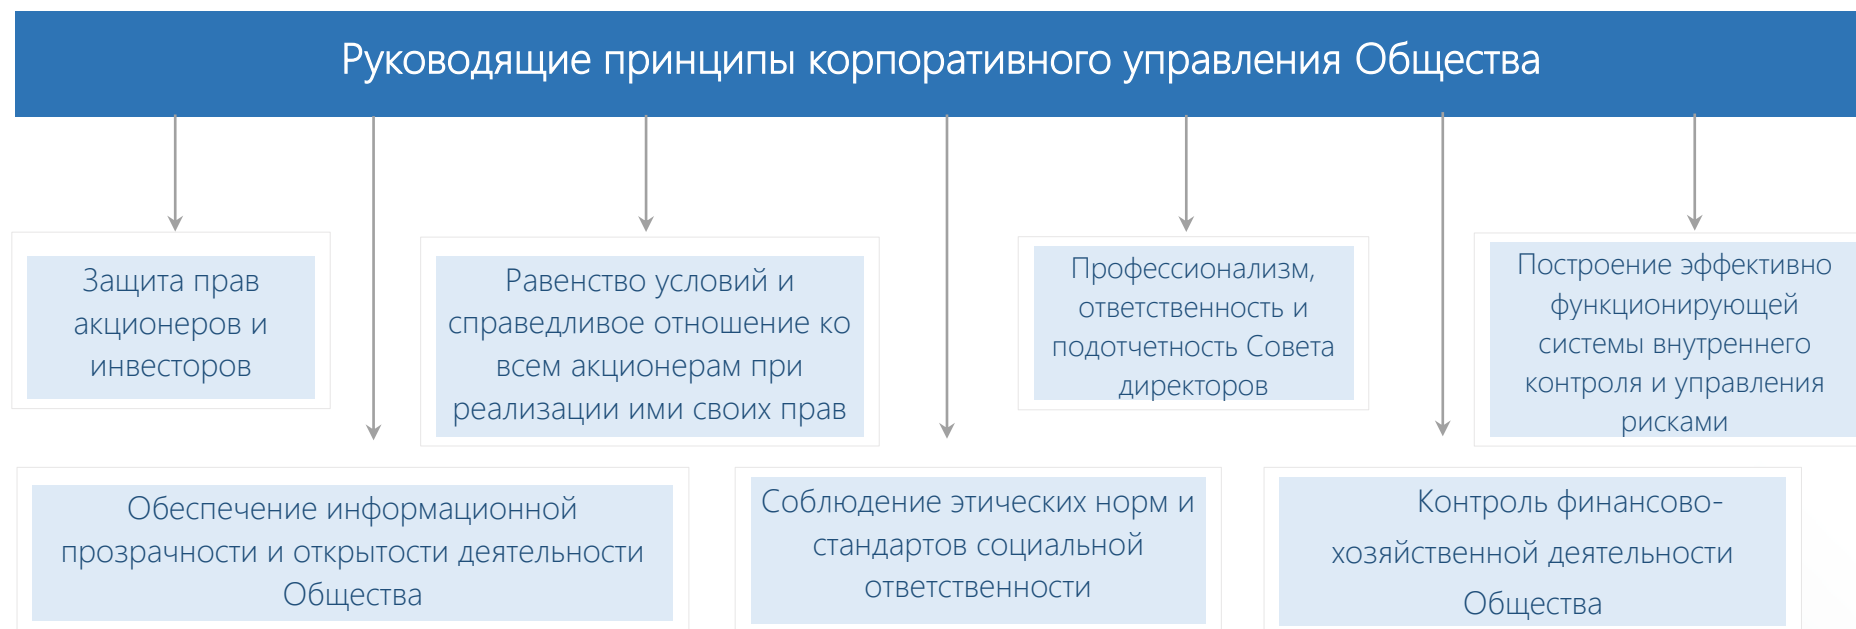 Руководящие принципы корпоративного управления Общества
Защита прав
акционеров и
инвесторов
Равенство условий и
справедливое отношение ко
всем акционерам при
реализации ими своих прав
Профессионализм,
ответственность и
подотчетность Совета
директоров
Построение эффективно
функционирующей
системы внутреннего
контроля и управления
рисками
Обеспечение информационной
прозрачности и открытости деятельности
Общества
Соблюдение этических норм и
стандартов социальной
ответственности
Контроль финансово-
хозяйственной деятельности
Общества